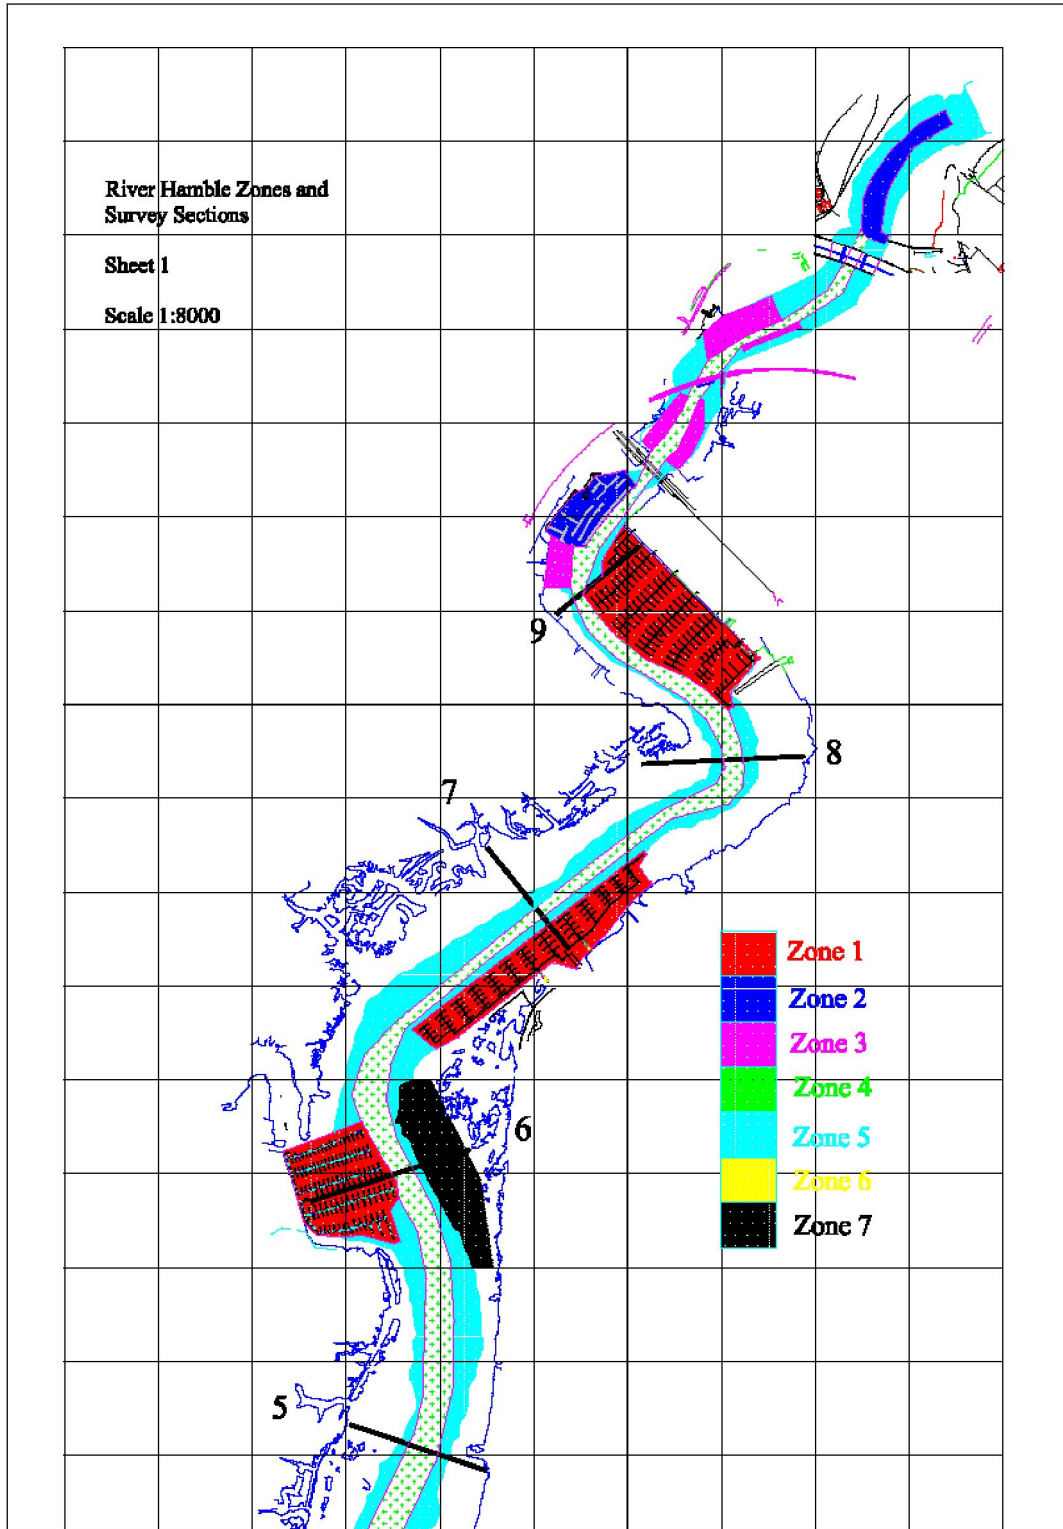 River Hamble Zones and
Survey Sections
Sheet 1
Scale 1:8000
9
8
7
Zone 1
Zone 2
Zone 3
Zone 4
Zone 5
Zone 6
Zone 7
6
5